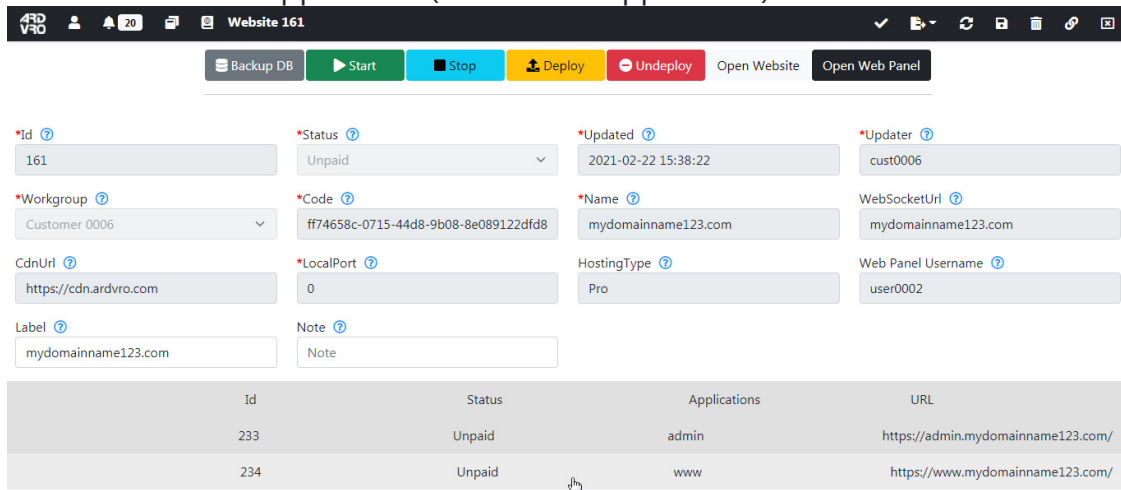 ARD VRO 20 Website 161
Backup DB Start Stop Deploy Undeploy Open Website Open Web Panel
*Id *Status *Updated *Updater
161 Unpaid 2021-02-22 15:38:22 cust0006
*Workgroup *Code *Name WebSocketUrl
Customer 0006 ff74658c-0715-44d8-9b08-8e089122dfd8 mydomainname123.com mydomainname123.com
CdnUrl *LocalPort HostingType Web Panel Username
https://cdn.ardvro.com 0 Pro user0002
Label Note
mydomainname123.com Note
Id Status Applications URL
233 Unpaid admin https://admin.mydomainname123.com/
234 Unpaid www https://www.mydomainname123.com/